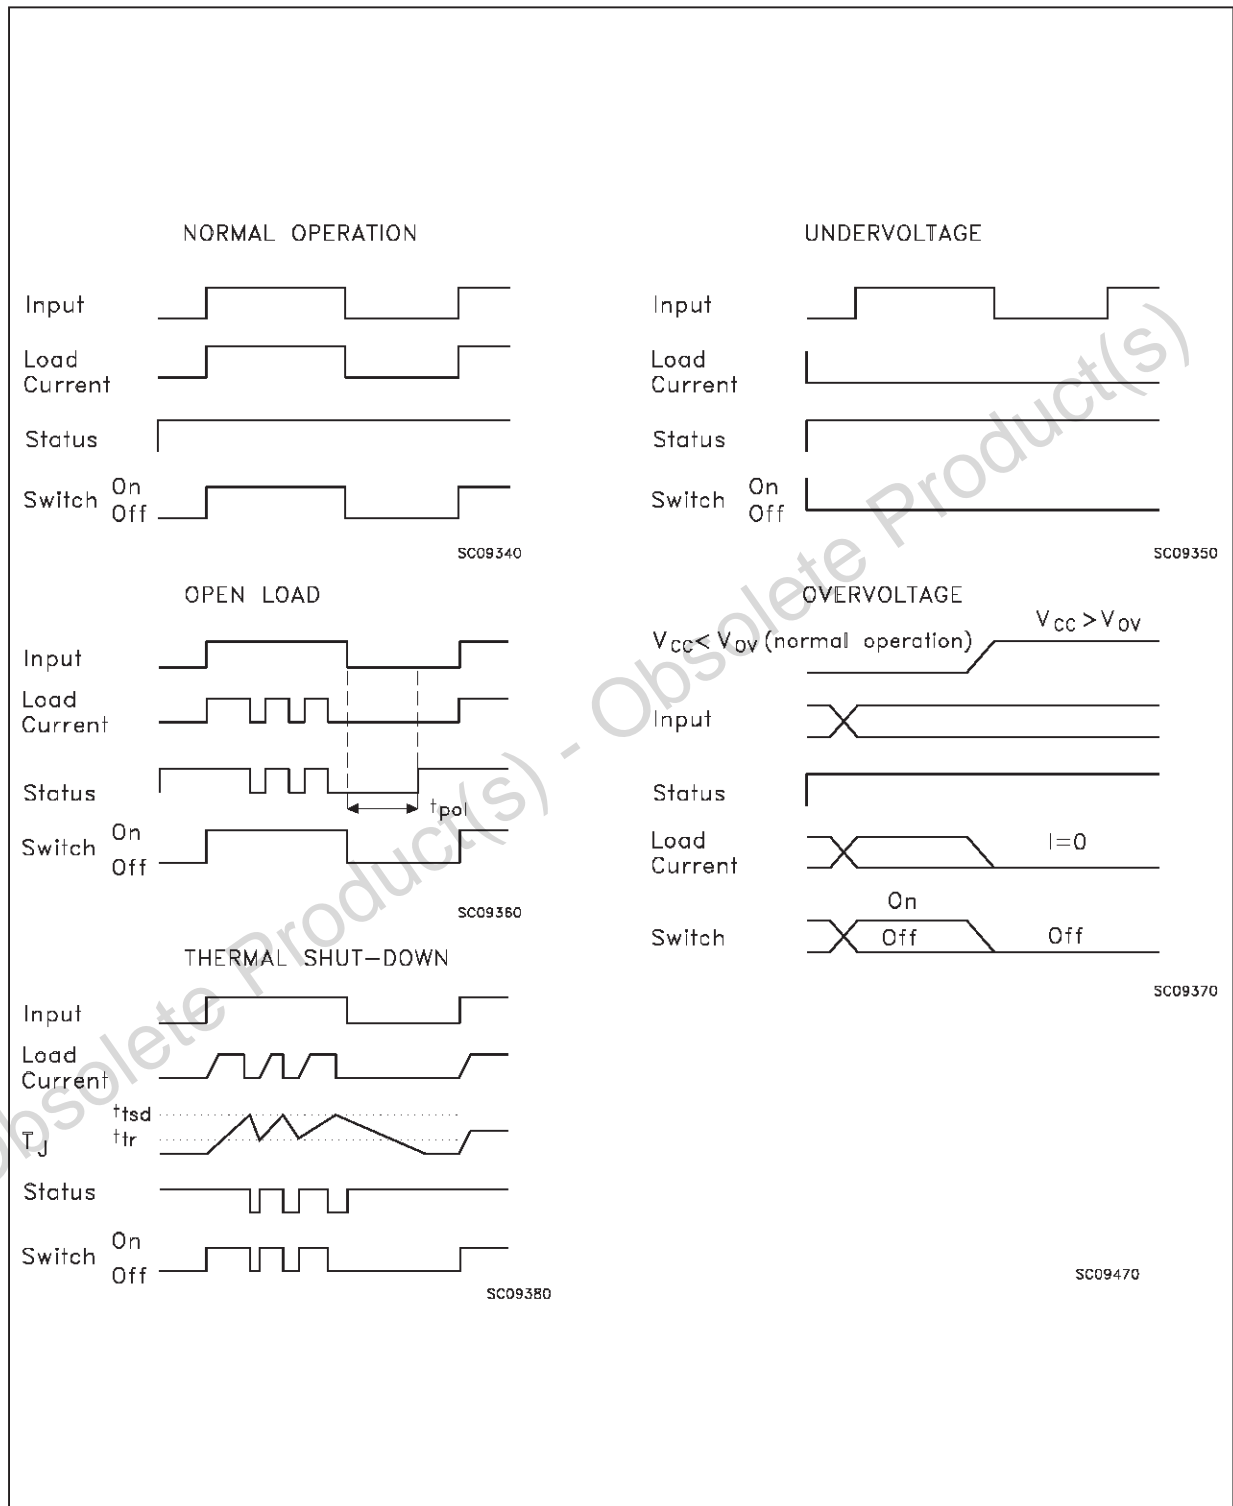 NORMAL OPERATION
Input
Load
Current
Status
Switch On
Off
SC09340
UNDERVOLTAGE
Input
Load
Current
Status
Switch On
Off
SC09350
OPEN LOAD
Input
Load
Current
Status
tpol
Switch On
Off
SC09360
OVERVOLTAGE
VCC > VOV
VCC < VOV (normal operation)
Input
Status
Load
Current
I=0
On
Switch Off Off
SC09370
THERMAL SHUT-DOWN
Input
Load
Current
ttsd
TJ ttr
Status
Switch On
Off
SC09380
SC09470
Obsolete Product(s) - Obsolete Product(s)